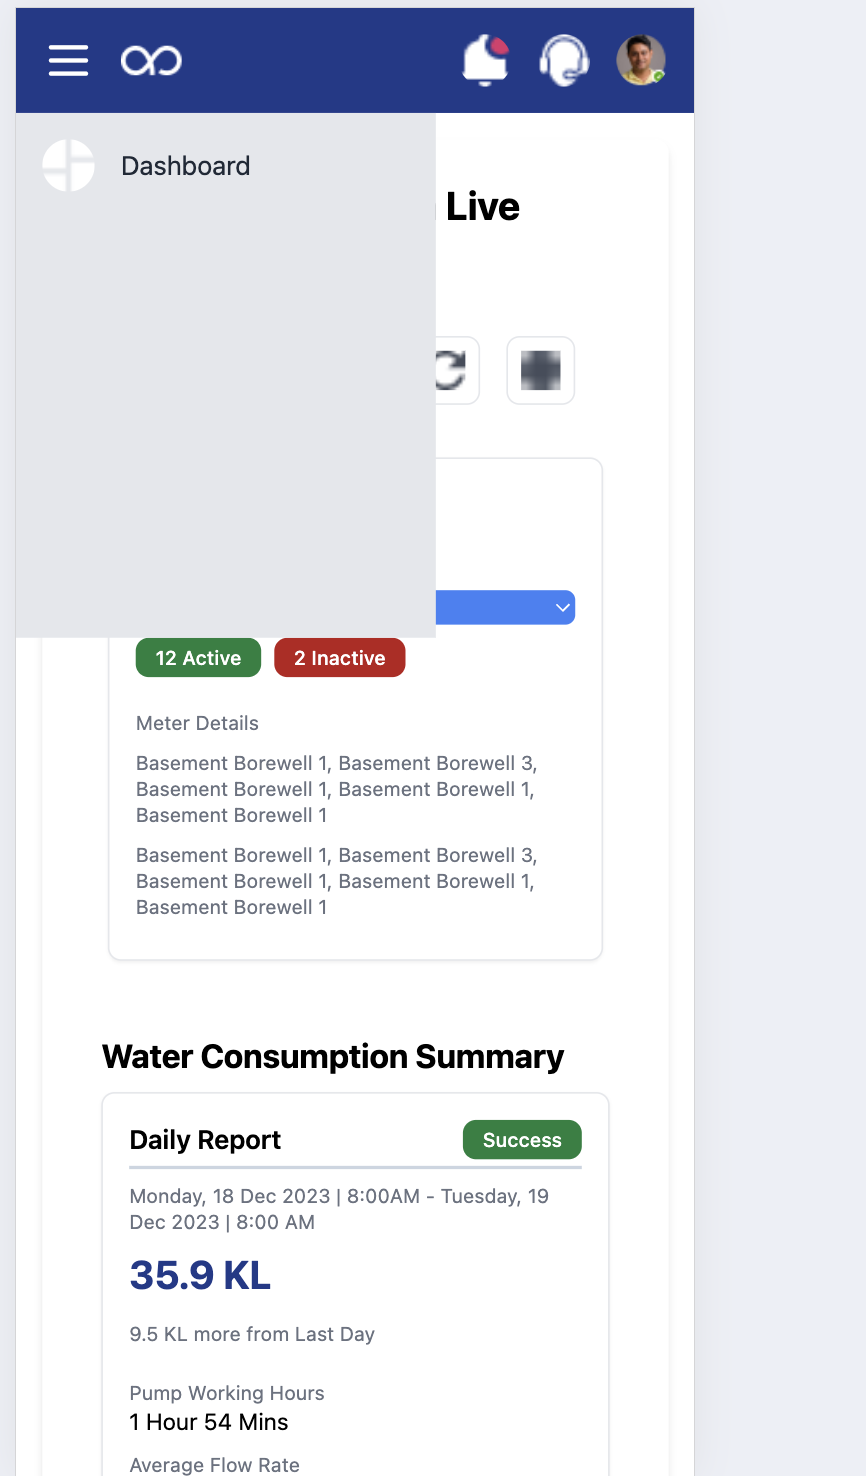 Dashboard
Live
12 Active
2 Inactive
Meter Details
Basement Borewell 1, Basement Borewell 3,
Basement Borewell 1, Basement Borewell 1,
Basement Borewell 1
Basement Borewell 1, Basement Borewell 3,
Basement Borewell 1, Basement Borewell 1,
Basement Borewell 1
Water Consumption Summary
Daily Report
Success
Monday, 18 Dec 2023 | 8:00AM - Tuesday, 19
Dec 2023 | 8:00 AM
35.9 KL
9.5 KL more from Last Day
Pump Working Hours
1 Hour 54 Mins
Average Flow Rate